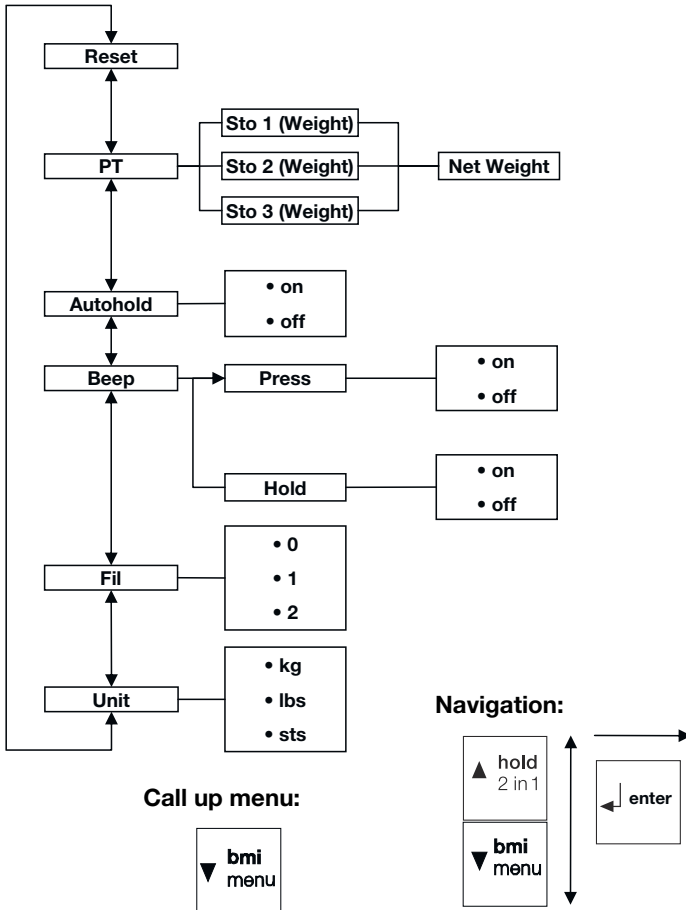 Reset
PT
Sto 1 (Weight)
Sto 2 (Weight)
Sto 3 (Weight)
Net Weight
Autohold
• on
• off
Beep
Press
• on
• off
Hold
• on
• off
Fil
• 0
• 1
• 2
Unit
• kg
• lbs
• sts
Call up menu:
bmi
menu
Navigation:
hold
2 in 1
bmi
menu
enter